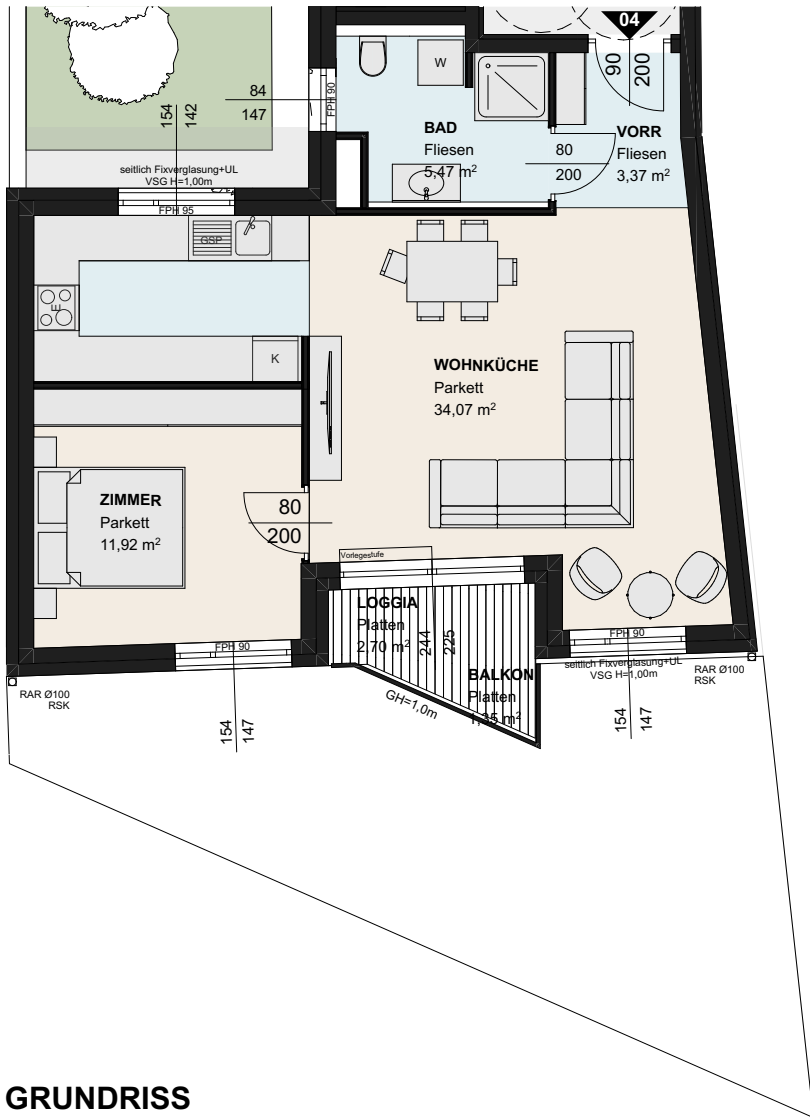 04
90
200
W
84
147
FPH 90
154
142
BAD
Fliesen
5,47 m²
80
200
VORR
Fliesen
3,37 m²
seitlich Fixverglasung+UL
VSG H=1,00m
FPH 95
GSP
E
K
WOHNKÜCHE
Parkett
34,07 m²
ZIMMER
Parkett
11,92 m²
80
200
Vorlegestufe
LOGGIA
Platten
2,70 m²
244
225
BALKON
Platten
1,35 m²
GH=1,0m
FPH 90
FPH 90
seitlich Fixverglasung+UL
VSG H=1,00m
RAR Ø100
RSK
RAR Ø100
RSK
154
147
154
147
GRUNDRISS